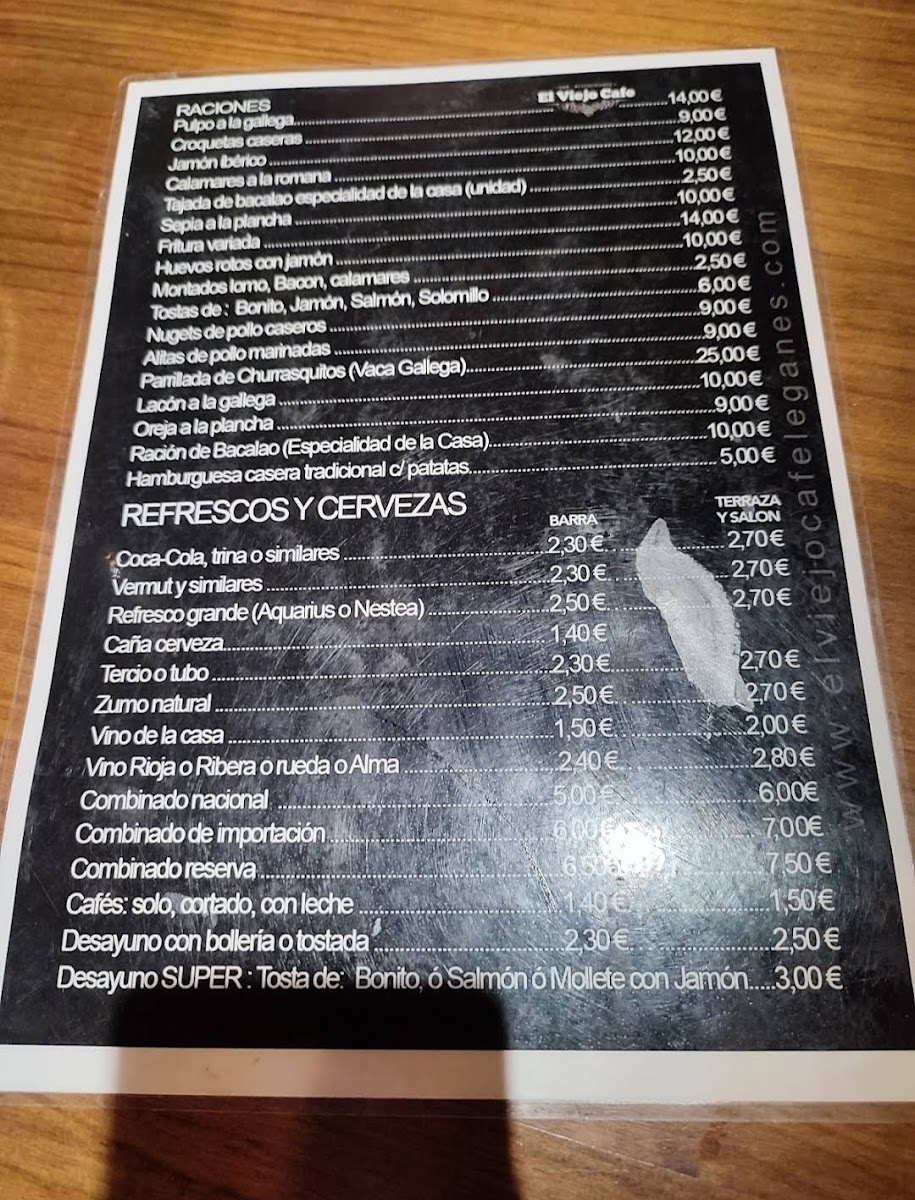 El Viejo Cafe
RACIONES
Pulpo a la gallega 14,00 €
Croquetas caseras 9,00 €
Jamón ibérico 12,00 €
Calamares a la romana 10,00 €
Tajada de bacalao especialidad de la casa (unidad) 2,50 €
Sepia a la plancha 10,00 €
Fritura variada 14,00 €
Huevos rotos con jamón 10,00 €
Montados lomo, Bacon, calamares 2,50 €
Tostas de : Bonito, Jamón, Salmón, Solomillo 6,00 €
Nugets de pollo caseros 9,00 €
Alitas de pollo marinadas 9,00 €
Parrillada de Churrasquitos (Vaca Gallega) 25,00 €
Lacón a la gallega 10,00 €
Oreja a la plancha 9,00 €
Ración de Bacalao (Especialidad de la Casa) 10,00 €
Hamburguesa casera tradicional c/ patatas 5,00 €
REFRESCOS Y CERVEZAS BARRA TERRAZA
Y SALON
Coca-Cola, trina o similares 2,30 € 2,70 €
Vermut y similares 2,30 € 2,70 €
Refresco grande (Aquarius o Nestea) 2,50 € 2,70 €
Caña cerveza 1,40 €
Tercio o tubo 2,30 € 2,70 €
Zumo natural 2,50 € 2,70 €
Vino de la casa 1,50 € 2,00 €
Vino Rioja o Ribera o rueda o Alma 2,40 € 2,80 €
Combinado nacional 5,00 € 6,00 €
Combinado de importación 6,00 € 7,00 €
Combinado reserva 7,50 €
Cafés: solo, cortado, con leche 1,40 € 1,50 €
Desayuno con bollería o tostada 2,30 € 2,50 €
Desayuno SUPER : Tosta de: Bonito, ó Salmón ó Mollete con Jamón 3,00 €
www.elviejocafeleganes.com